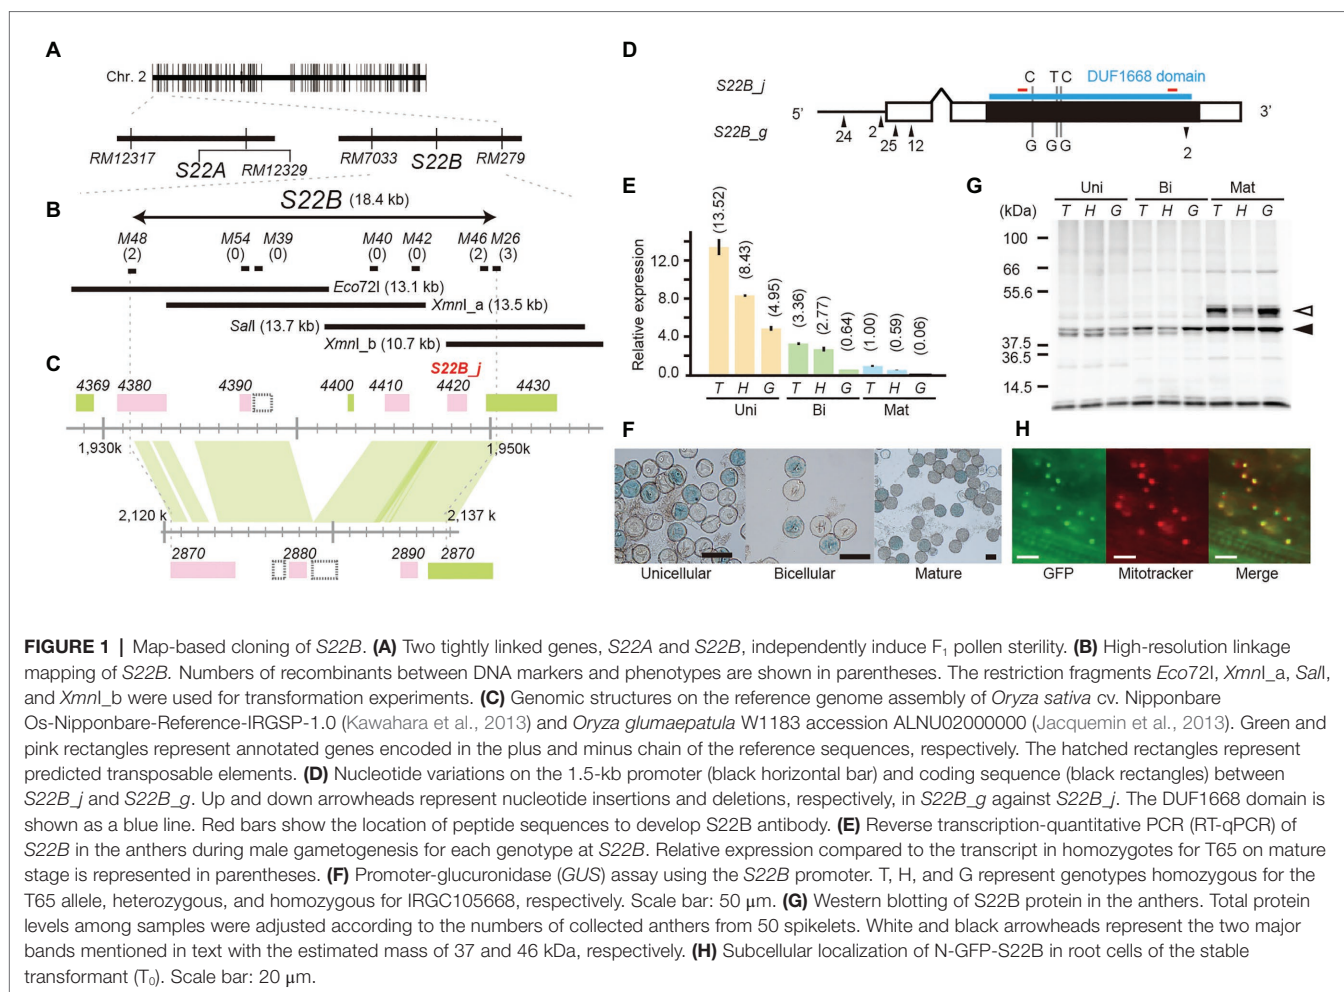 A
Chr. 2
RM12317
S22A
RM12329
RM7033
S22B
RM279
B
S22B (18.4 kb)
M48 M54 M39 M40 M42 M46 M26
(2) (0) (0) (0) (0) (2) (3)
Eco72I (13.1 kb)
XmnI_a (13.5 kb)
SalI (13.7 kb)
XmnI_b (10.7 kb)
C
S22B_j
4369 4380 4390 4400 4410 4420 4430
1,930k 1,950k
2,120 k 2,137 k
2870 2880 2890 2870
D
C T C DUF1668 domain
S22B_j
5' 3'
S22B_g
24 2 25 12 G G G 2
E
Relative expression
12.0
8.0
4.0
0.0
(13.52) (8.43) (4.95) (3.36) (2.77) (0.64) (1.00) (0.59) (0.06)
T H G T H G T H G
Uni Bi Mat
F
Unicellular Bicellular Mature
G
Uni Bi Mat
(kDa) T H G T H G T H G
100
66
55.6
37.5
36.5
14.5
H
GFP Mitotracker Merge
FIGURE 1 | Map-based cloning of S22B. (A) Two tightly linked genes, S22A and S22B, independently induce F1 pollen sterility. (B) High-resolution linkage
mapping of S22B. Numbers of recombinants between DNA markers and phenotypes are shown in parentheses. The restriction fragments Eco72I, XmnI_a, SalI,
and XmnI_b were used for transformation experiments. (C) Genomic structures on the reference genome assembly of Oryza sativa cv. Nipponbare
Os-Nipponbare-Reference-IRGSP-1.0 (Kawahara et al., 2013) and Oryza glumaepatula W1183 accession ALNU02000000 (Jacquemin et al., 2013). Green and
pink rectangles represent annotated genes encoded in the plus and minus chain of the reference sequences, respectively. The hatched rectangles represent
predicted transposable elements. (D) Nucleotide variations on the 1.5-kb promoter (black horizontal bar) and coding sequence (black rectangles) between
S22B_j and S22B_g. Up and down arrowheads represent nucleotide insertions and deletions, respectively, in S22B_g against S22B_j. The DUF1668 domain is
shown as a blue line. Red bars show the location of peptide sequences to develop S22B antibody. (E) Reverse transcription-quantitative PCR (RT-qPCR) of
S22B in the anthers during male gametogenesis for each genotype at S22B. Relative expression compared to the transcript in homozygotes for T65 on mature
stage is represented in parentheses. (F) Promoter-glucuronidase (GUS) assay using the S22B promoter. T, H, and G represent genotypes homozygous for the
T65 allele, heterozygous, and homozygous for IRGC105668, respectively. Scale bar: 50 μm. (G) Western blotting of S22B protein in the anthers. Total protein
levels among samples were adjusted according to the numbers of collected anthers from 50 spikelets. White and black arrowheads represent the two major
bands mentioned in text with the estimated mass of 37 and 46 kDa, respectively. (H) Subcellular localization of N-GFP-S22B in root cells of the stable
transformant (T0). Scale bar: 20 μm.